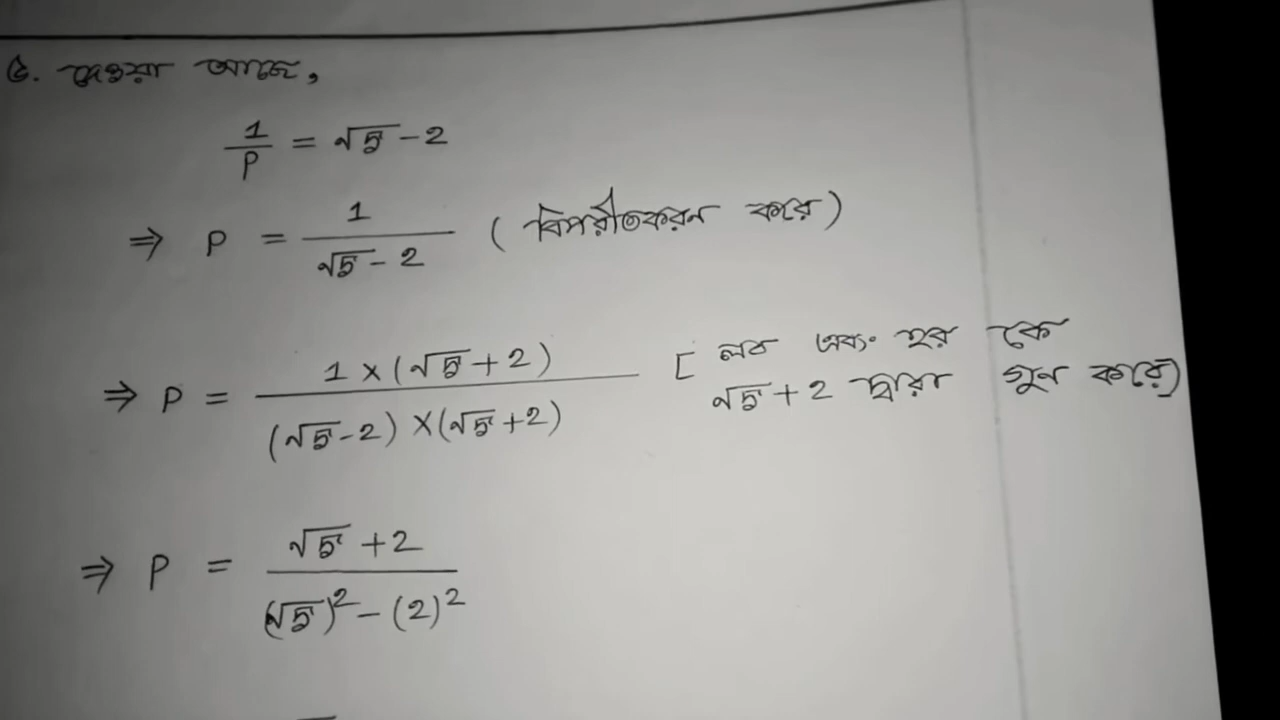 ৫. দেওয়া আছে,
1/P = √5 - 2
⇒ P = 1/(√5 - 2) (বিপরীতকরন করে)
⇒ P = 1 × (√5 + 2)/(√5 - 2) × (√5 + 2) [লব এবং হর কে
√5 + 2 দ্বারা গুন করে)
⇒ P = (√5 + 2)/((√5)² - (2)²)